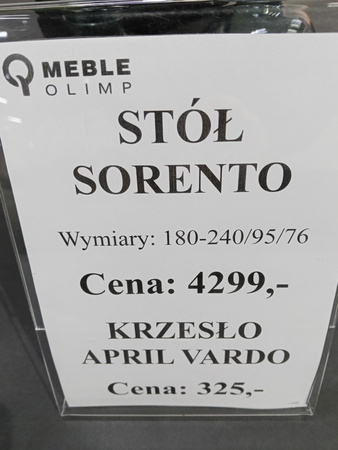 MEBLE
OLIMP
STÓŁ
SORENTO
Wymiary: 180-240/95/76
Cena: 4299,-
KRZESŁO
APRIL VARDO
Cena: 325,-